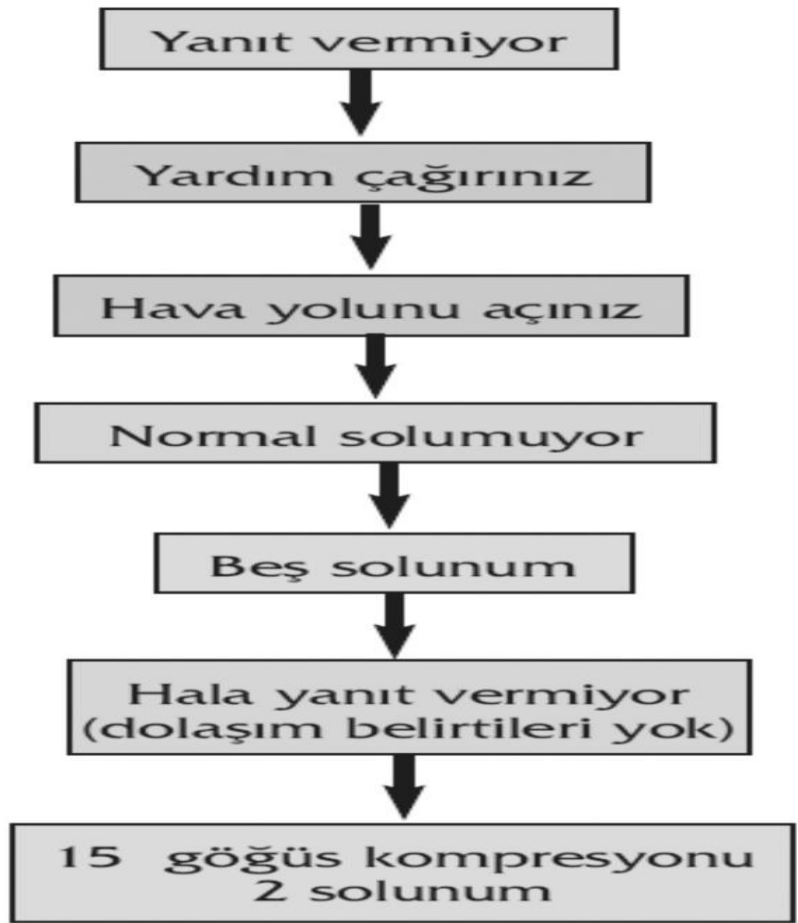 Yanıt vermiyor
Yardım çağırınız
Hava yolunu açınız
Normal solumuyor
Beş solunum
Hala yanıt vermiyor
(dolaşım belirtileri yok)
15 göğüs kompresyonu
2 solunum